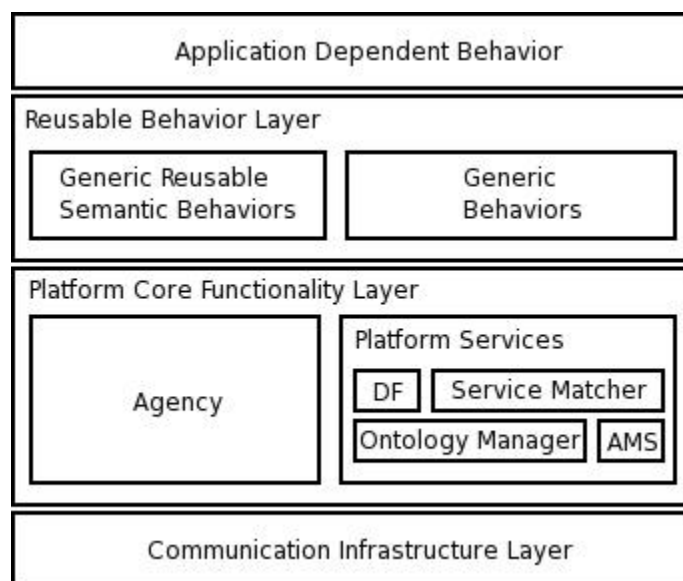 Application Dependent Behavior
Reusable Behavior Layer
Generic Reusable
Semantic Behaviors
Generic
Behaviors
Platform Core Functionality Layer
Agency
Platform Services
DF
Service Matcher
Ontology Manager
AMS
Communication Infrastructure Layer